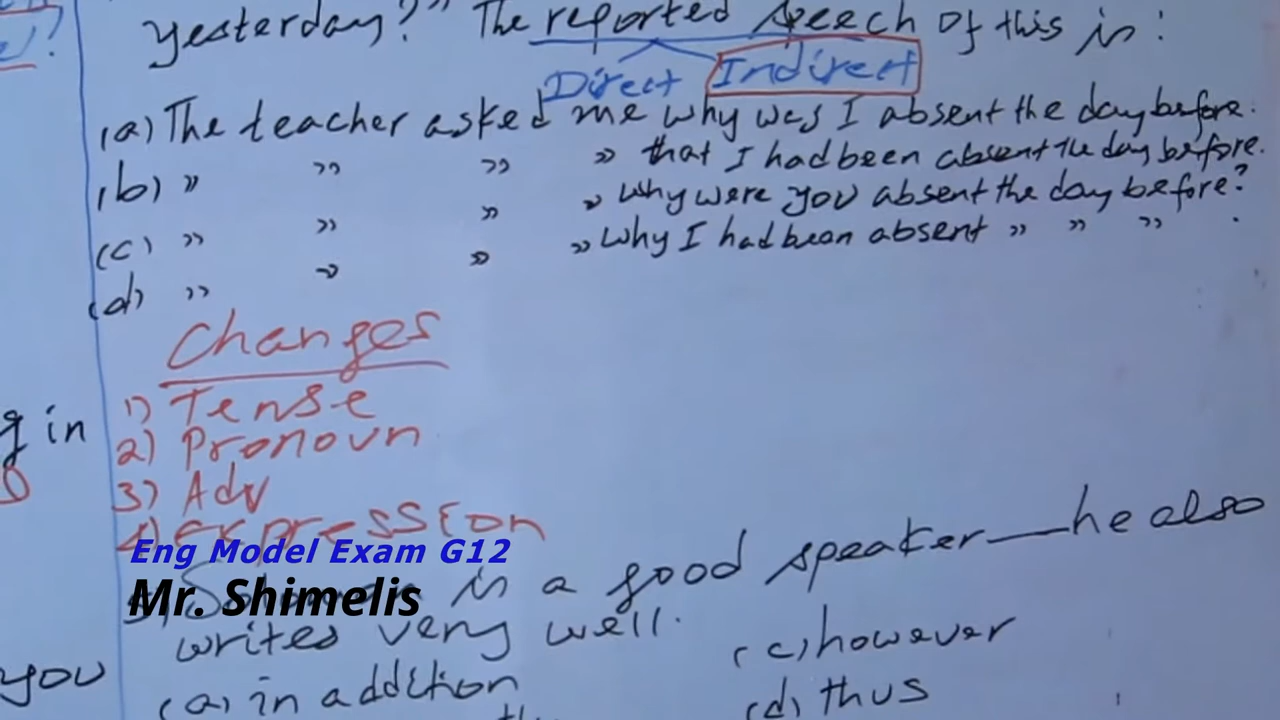 yesterday?" The reported speech of this is:
Direct Indirect
(a) The teacher asked me why was I absent the day before.
(b) " " " " that I had been absent the day before.
(c) " " " " why were you absent the day before?
(d) " " " " why I had been absent " " " .
Changes
1) Tense
2) Pronoun
3) Adv
4) Expression
g in
Eng Model Exam G12
Mr. Shimelis
is a good speaker—he also
writes very well.
you
(a) in addition
(c) however
(d) thus